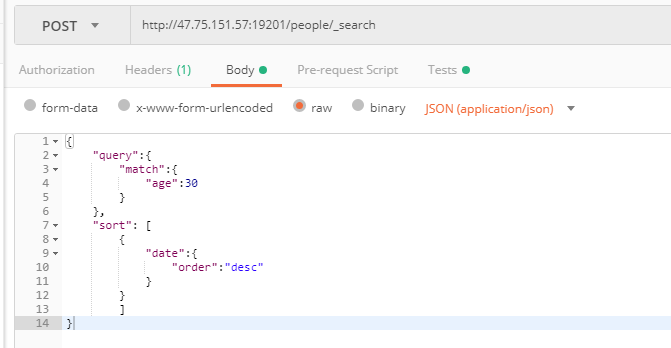 POST http://47.75.151.57:19201/people/_search
Authorization Headers (1) Body Pre-request Script Tests
form-data x-www-form-urlencoded raw binary JSON (application/json)
1 {
2 "query":{
3 "match":{
4 "age":30
5 }
6 },
7 "sort": [
8 {
9 "date":{
10 "order":"desc"
11 }
12 }
13 ]
14 }